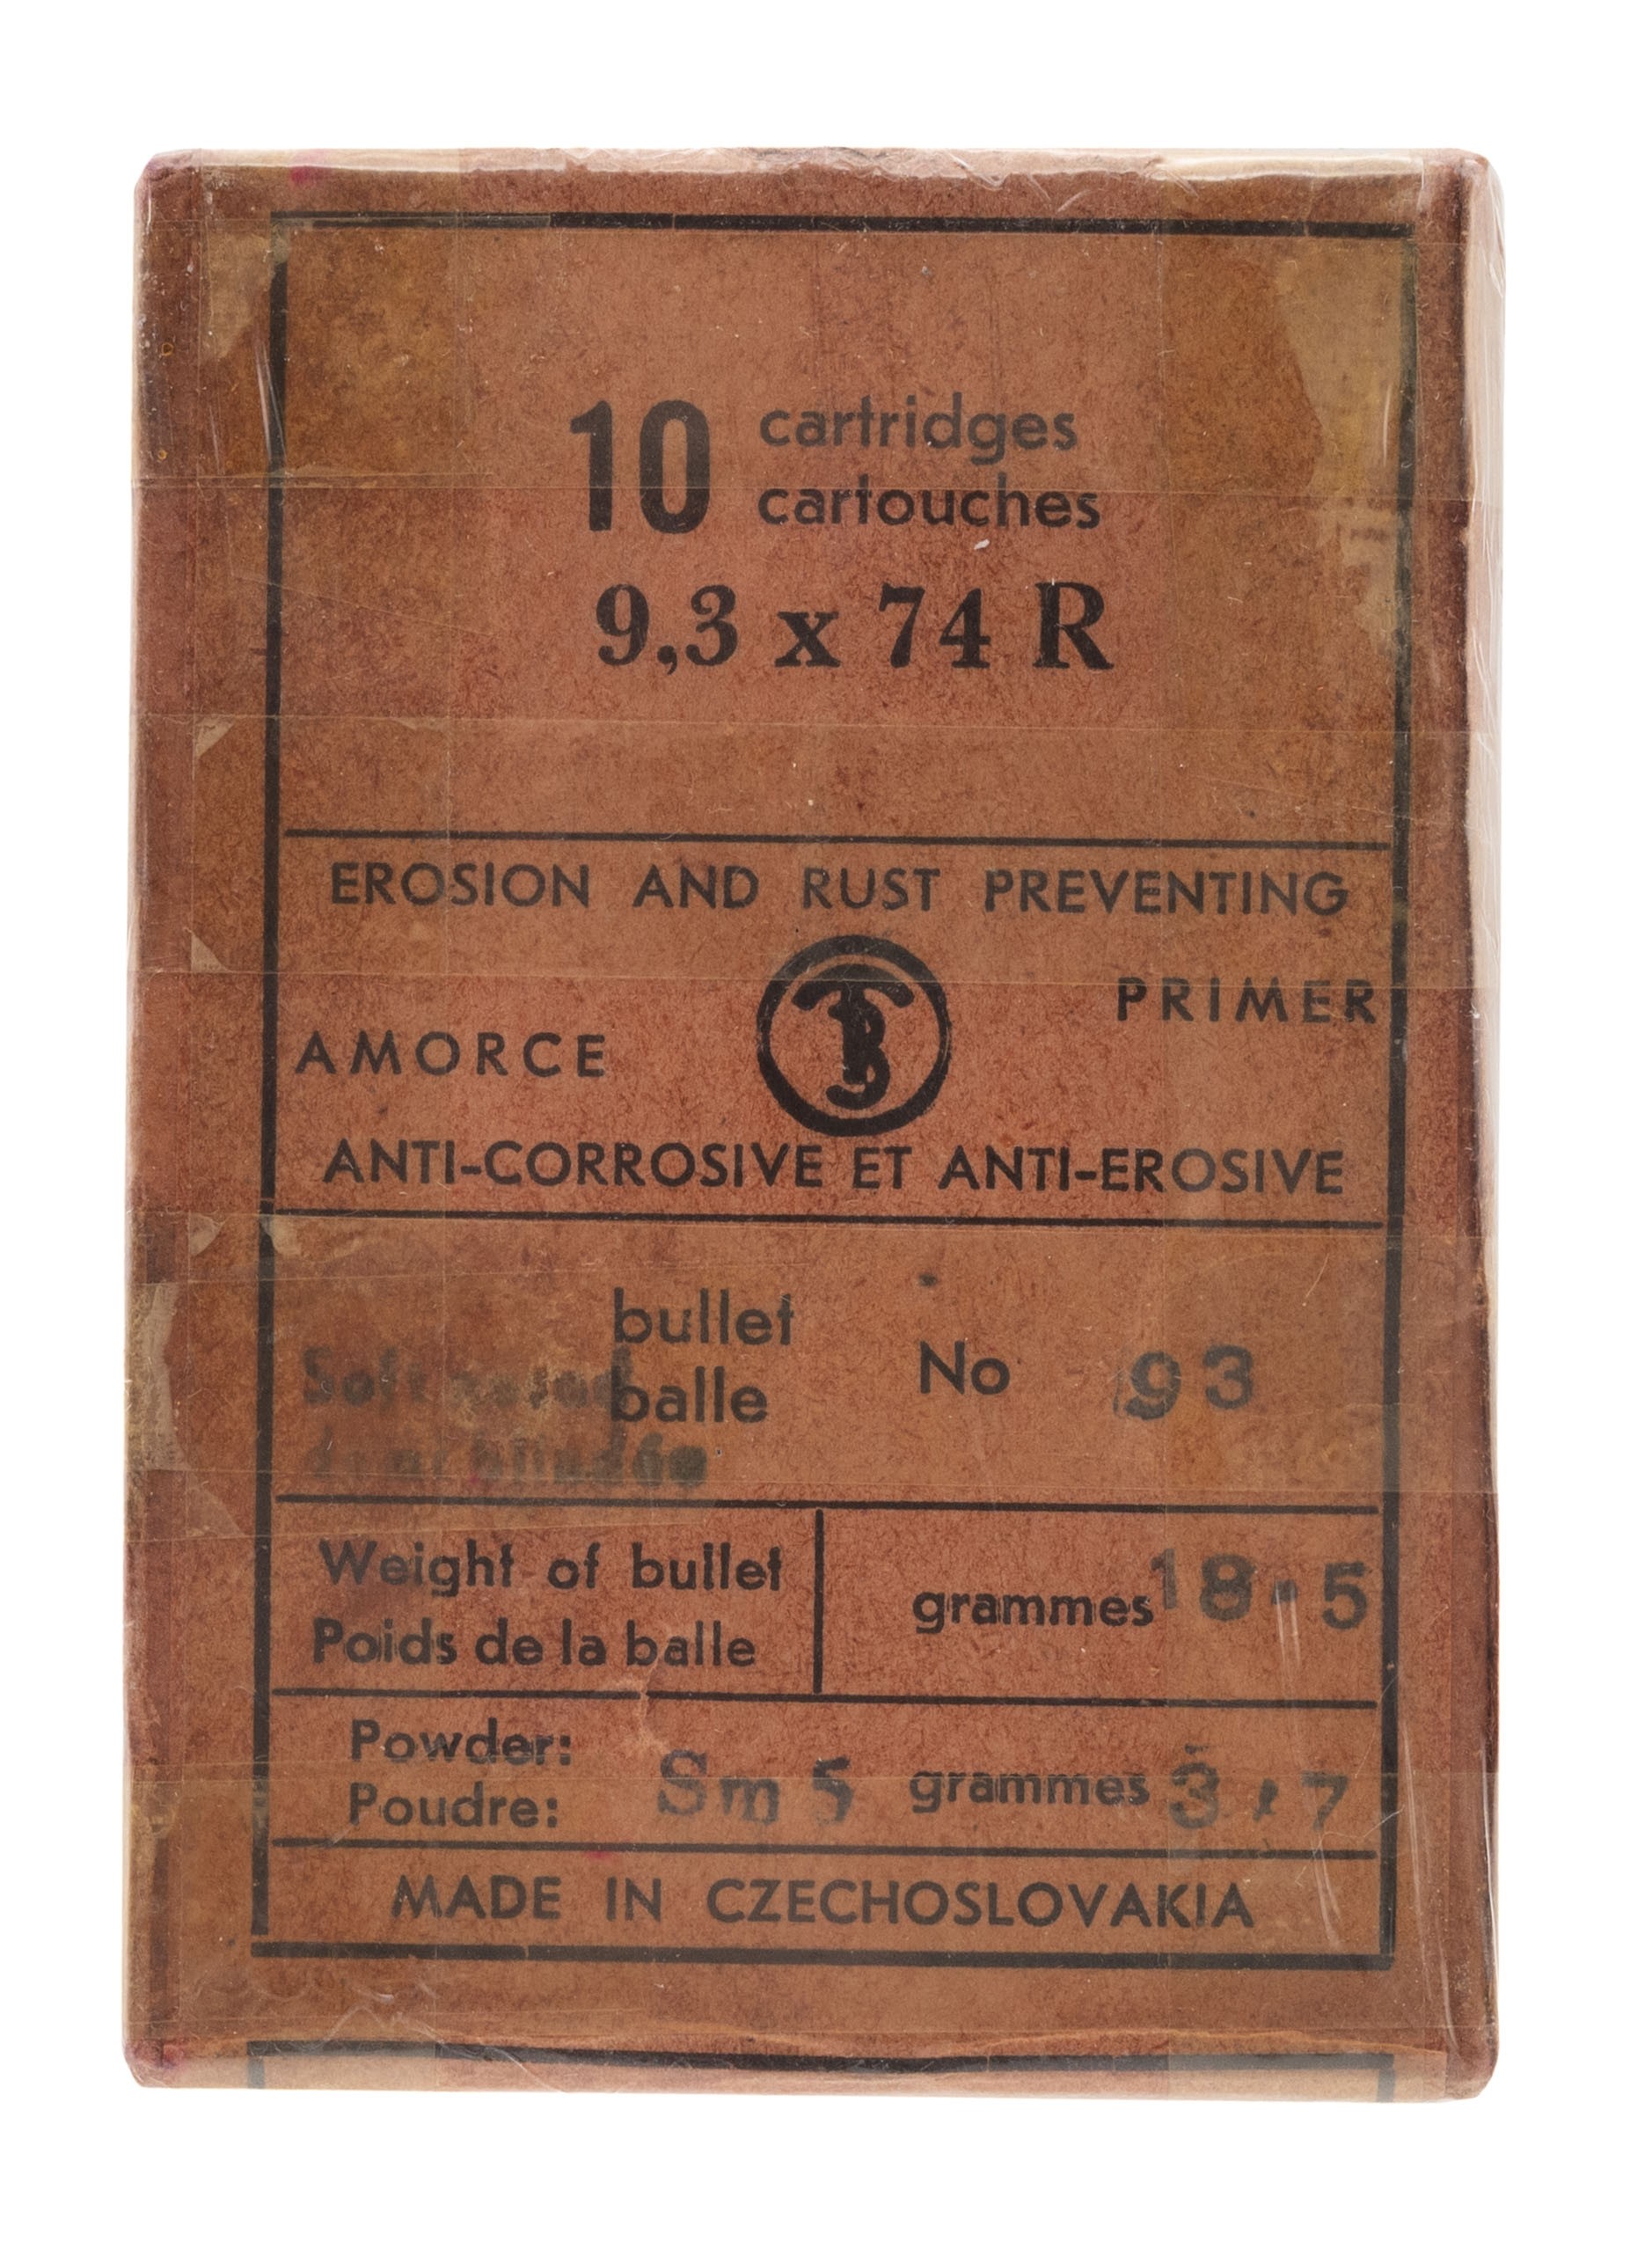 10 cartridges
cartouches
9,3 x 74 R
EROSION AND RUST PREVENTING
PRIMER
AMORCE
ANTI-CORROSIVE ET ANTI-EROSIVE
bullet
Soft balle
No 93
Weight of bullet
Poids de la balle
grammes 18.5
Powder:
Poudre:
Sm 5 grammes 3,7
MADE IN CZECHOSLOVAKIA